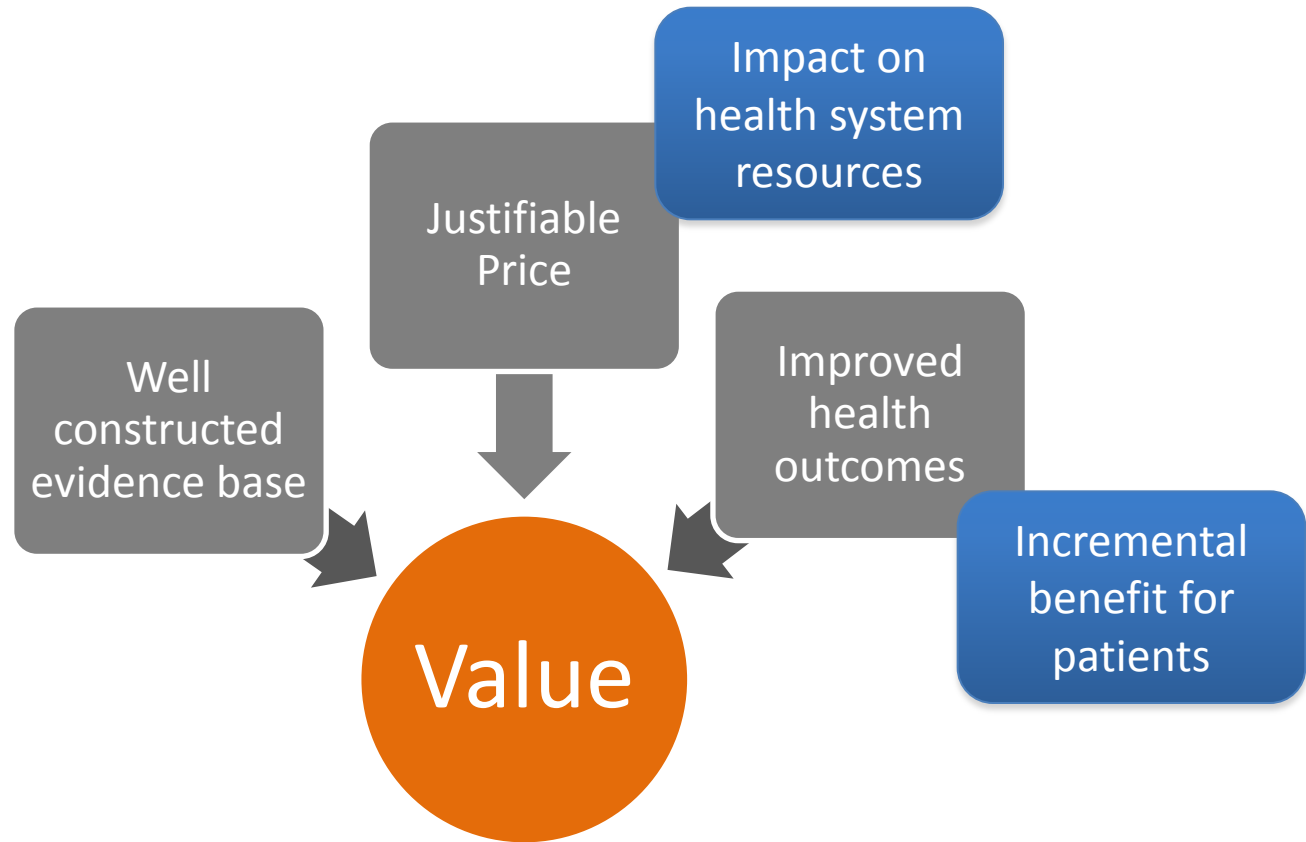 Impact on
health system
resources
Justifiable
Price
Well
constructed
evidence base
Improved
health
outcomes
Incremental
benefit for
patients
Value